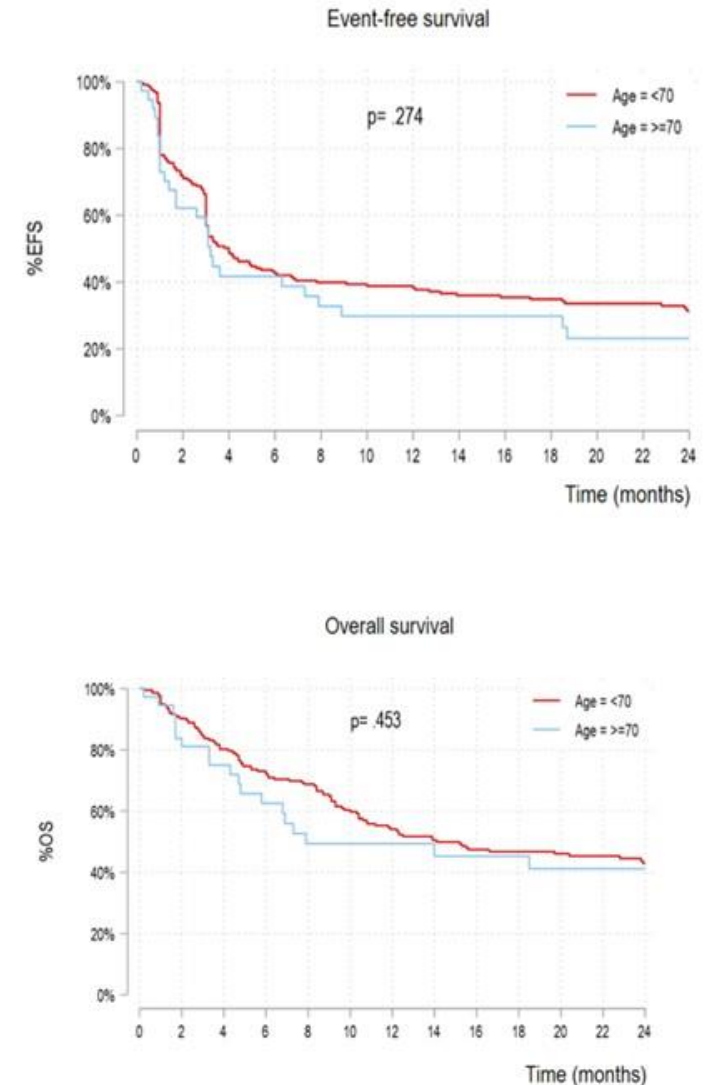 Event-free survival
100%
80%
60%
40%
20%
0%
%EFS
p= .274
Age = <70
Age = >=70
0 2 4 6 8 10 12 14 16 18 20 22 24
Time (months)
Overall survival
100%
80%
60%
40%
20%
0%
%OS
p= .453
Age = <70
Age = >=70
0 2 4 6 8 10 12 14 16 18 20 22 24
Time (months)